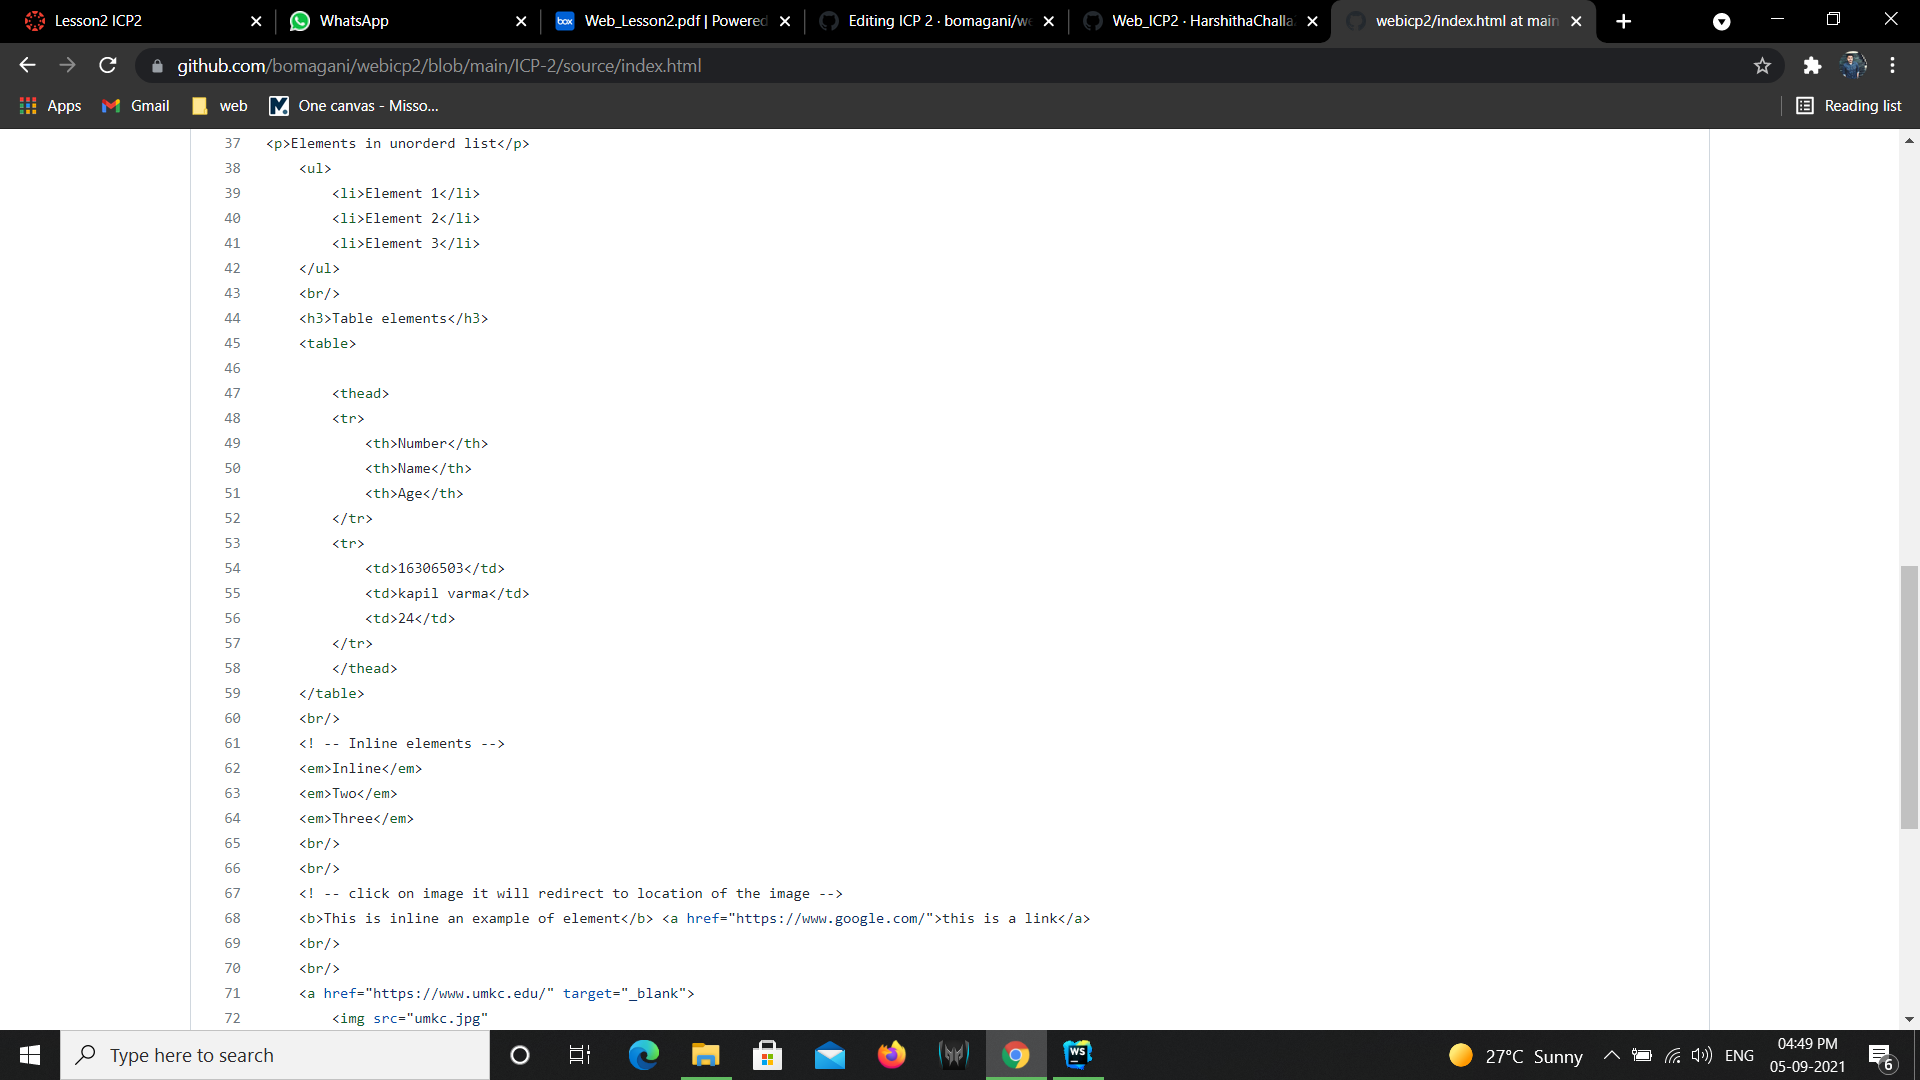 Lesson2 ICP2
WhatsApp
Web_Lesson2.pdf | Powered
Editing ICP 2 · bomagani/we
Web_ICP2 · HarshithaChalla
webicp2/index.html at main
github.com/bomagani/webicp2/blob/main/ICP-2/source/index.html
Apps
Gmail
web
One canvas - Misso...
Reading list
37 <p>Elements in unorderd list</p>
38 <ul>
39 <li>Element 1</li>
40 <li>Element 2</li>
41 <li>Element 3</li>
42 </ul>
43 <br/>
44 <h3>Table elements</h3>
45 <table>
46
47 <thead>
48 <tr>
49 <th>Number</th>
50 <th>Name</th>
51 <th>Age</th>
52 </tr>
53 <tr>
54 <td>16306503</td>
55 <td>kapil varma</td>
56 <td>24</td>
57 </tr>
58 </thead>
59 </table>
60 <br/>
61 <! -- Inline elements -->
62 <em>Inline</em>
63 <em>Two</em>
64 <em>Three</em>
65 <br/>
66 <br/>
67 <! -- click on image it will redirect to location of the image -->
68 <b>This is inline an example of element</b> <a href="https://www.google.com/">this is a link</a>
69 <br/>
70 <br/>
71 <a href="https://www.umkc.edu/" target="_blank">
72 <img src="umkc.jpg"
Type here to search
WS
27°C Sunny
ENG
04:49 PM
05-09-2021
6